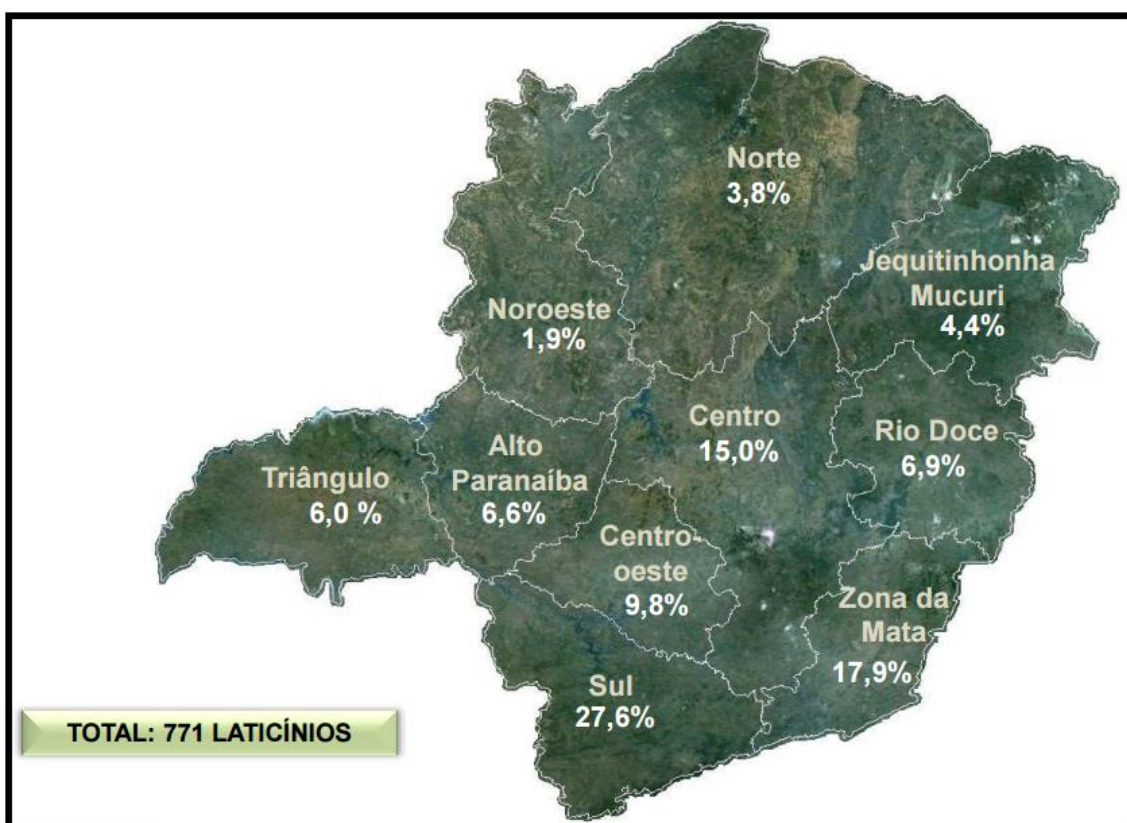 Norte
3,8%
Jequitinhonha
Mucuri
4,4%
Noroeste
1,9%
Centro
15,0%
Rio Doce
6,9%
Alto
Paranaíba
6,6%
Triângulo
6,0 %
Centro-
oeste
9,8%
Zona da
Mata
17,9%
Sul
27,6%
TOTAL: 771 LATICÍNIOS